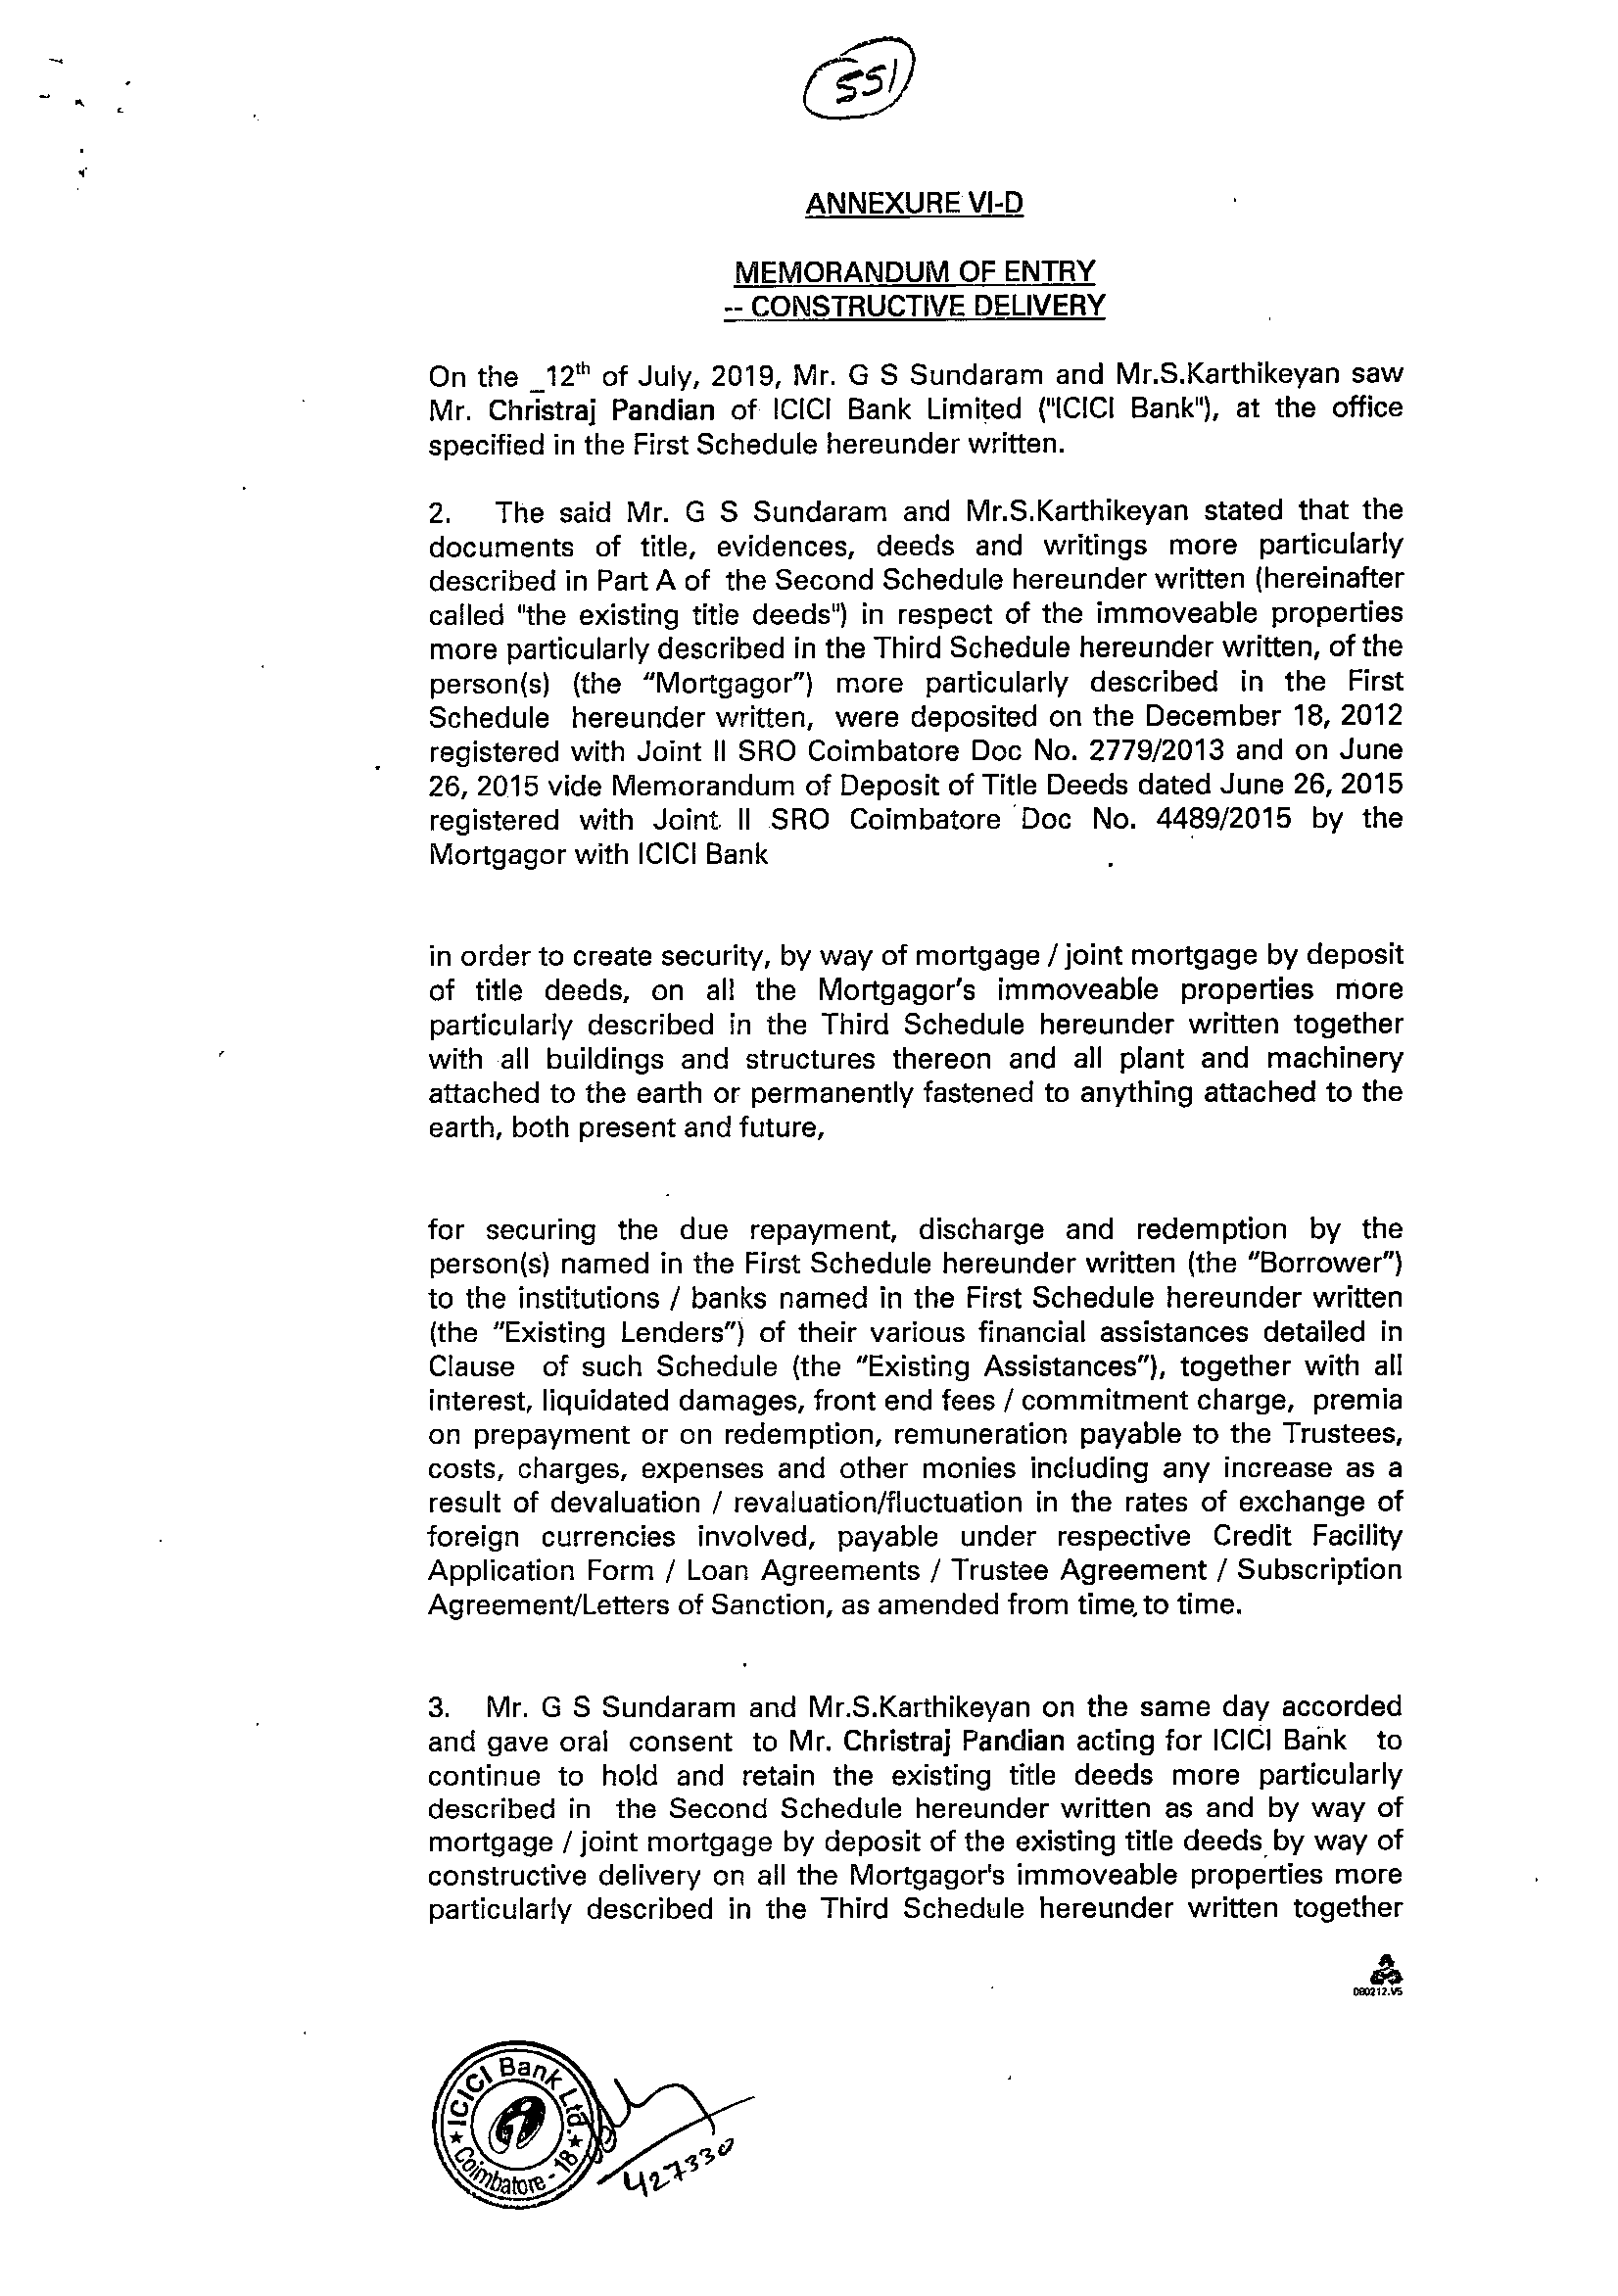 551
ANNEXURE VI-D
MEMORANDUM OF ENTRY
-- CONSTRUCTIVE DELIVERY
On the _12th of July, 2019, Mr. G S Sundaram and Mr.S.Karthikeyan saw
Mr. Christraj Pandian of ICICI Bank Limited ("ICICI Bank"), at the office
specified in the First Schedule hereunder written.
2. The said Mr. G S Sundaram and Mr.S.Karthikeyan stated that the
documents of title, evidences, deeds and writings more particularly
described in Part A of the Second Schedule hereunder written (hereinafter
called "the existing title deeds") in respect of the immoveable properties
more particularly described in the Third Schedule hereunder written, of the
person(s) (the “Mortgagor”) more particularly described in the First
Schedule hereunder written, were deposited on the December 18, 2012
registered with Joint II SRO Coimbatore Doc No. 2779/2013 and on June
26, 2015 vide Memorandum of Deposit of Title Deeds dated June 26, 2015
registered with Joint II SRO Coimbatore Doc No. 4489/2015 by the
Mortgagor with ICICI Bank
in order to create security, by way of mortgage / joint mortgage by deposit
of title deeds, on all the Mortgagor's immoveable properties more
particularly described in the Third Schedule hereunder written together
with all buildings and structures thereon and all plant and machinery
attached to the earth or permanently fastened to anything attached to the
earth, both present and future,
for securing the due repayment, discharge and redemption by the
person(s) named in the First Schedule hereunder written (the “Borrower”)
to the institutions / banks named in the First Schedule hereunder written
(the “Existing Lenders”) of their various financial assistances detailed in
Clause of such Schedule (the “Existing Assistances”), together with all
interest, liquidated damages, front end fees / commitment charge, premia
on prepayment or on redemption, remuneration payable to the Trustees,
costs, charges, expenses and other monies including any increase as a
result of devaluation / revaluation/fluctuation in the rates of exchange of
foreign currencies involved, payable under respective Credit Facility
Application Form / Loan Agreements / Trustee Agreement / Subscription
Agreement/Letters of Sanction, as amended from time to time.
3. Mr. G S Sundaram and Mr.S.Karthikeyan on the same day accorded
and gave oral consent to Mr. Christraj Pandian acting for ICICI Bank to
continue to hold and retain the existing title deeds more particularly
described in the Second Schedule hereunder written as and by way of
mortgage / joint mortgage by deposit of the existing title deeds by way of
constructive delivery on all the Mortgagor's immoveable properties more
particularly described in the Third Schedule hereunder written together
080212.V5
ICICI Bank Ltd.
Coimbatore - 18
427330